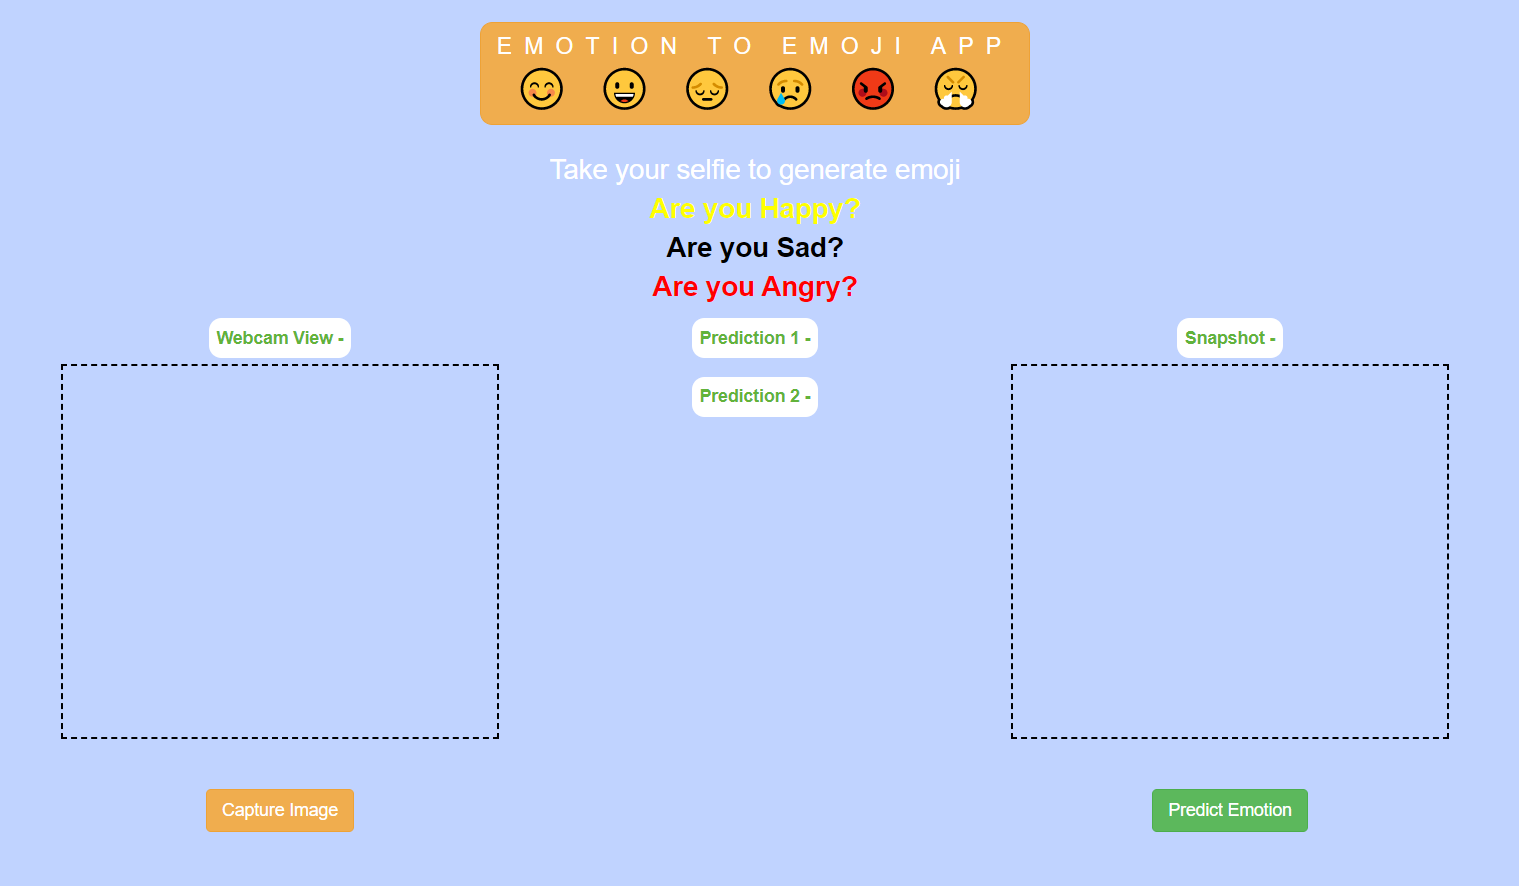 EMOTION TO EMOJI APP
Take your selfie to generate emoji
Are you Happy?
Are you Sad?
Are you Angry?
Webcam View -
Prediction 1 -
Snapshot -
Prediction 2 -
Capture Image
Predict Emotion